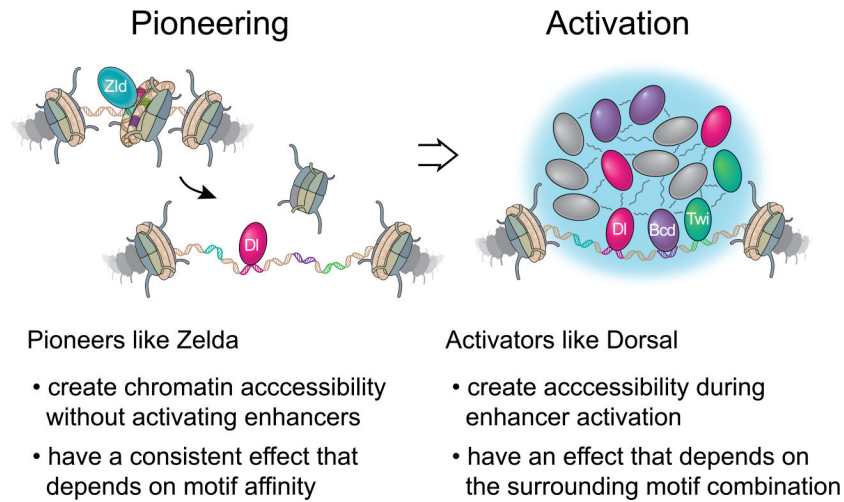 Pioneering
Activation
Zld
Dl
Dl
Bcd
Twi
Pioneers like Zelda
• create chromatin acccessibility
without activating enhancers
• have a consistent effect that
depends on motif affinity
Activators like Dorsal
• create acccessibility during
enhancer activation
• have an effect that depends on
the surrounding motif combination